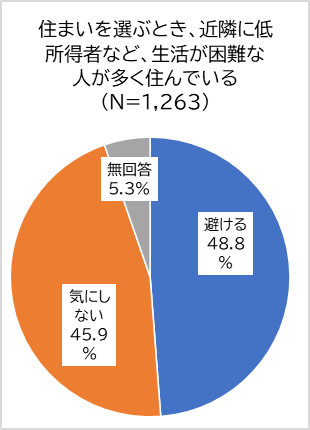 住まいを選ぶとき、近隣に低
所得者など、生活が困難な
人が多く住んでいる
（N=1,263）
無回答
5.3%
避ける
48.8
%
気にし
ない
45.9
%